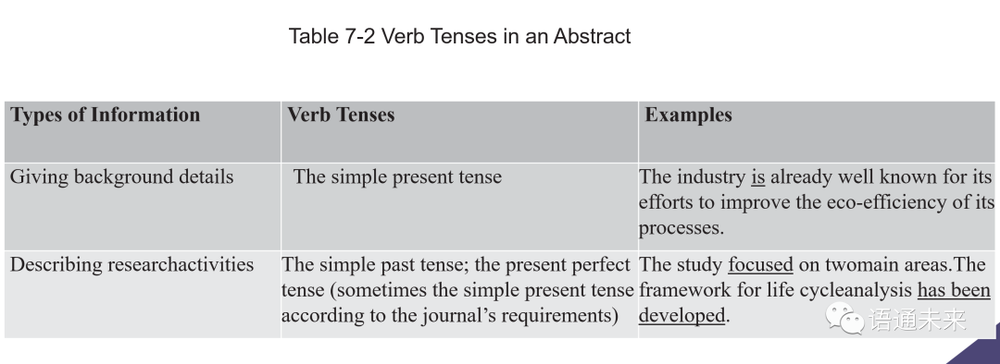 Table 7-2 Verb Tenses in an Abstract
Types of Information
Verb Tenses
Examples
Giving background details
The simple present tense
The industry is already well known for its
efforts to improve the eco-efficiency of its
processes.
Describing researchactivities
The simple past tense; the present perfect
tense (sometimes the simple present tense
according to the journal’s requirements)
The study focused on twomain areas.The
framework for life cycleanalysis has been
developed.
语通未来